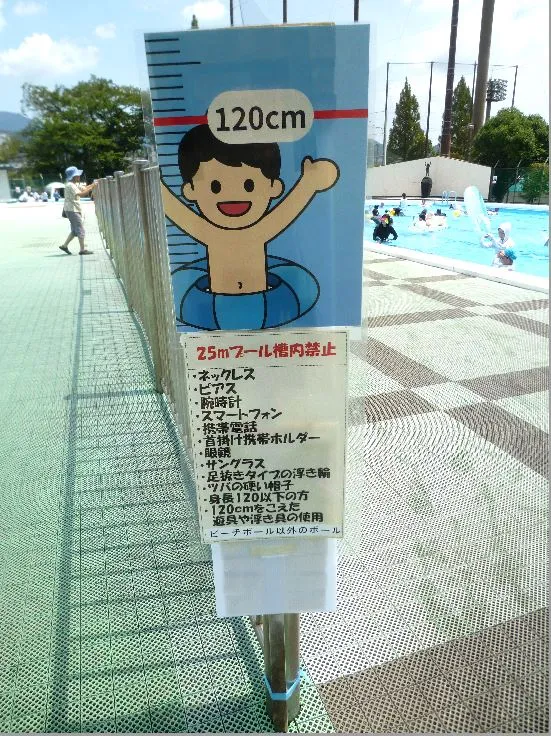 120cm
25mプール槽内禁止
・ネックレス
・ピアス
・腕時計
・スマートフォン
・携帯電話
・首掛け携帯ホルダー
・眼鏡
・サングラス
・足抜きタイプの浮き輪
・ツバの硬い帽子
・身長120以下の方
・120cmをこえた
遊具や浮き具の使用
ビーチボール以外のボール